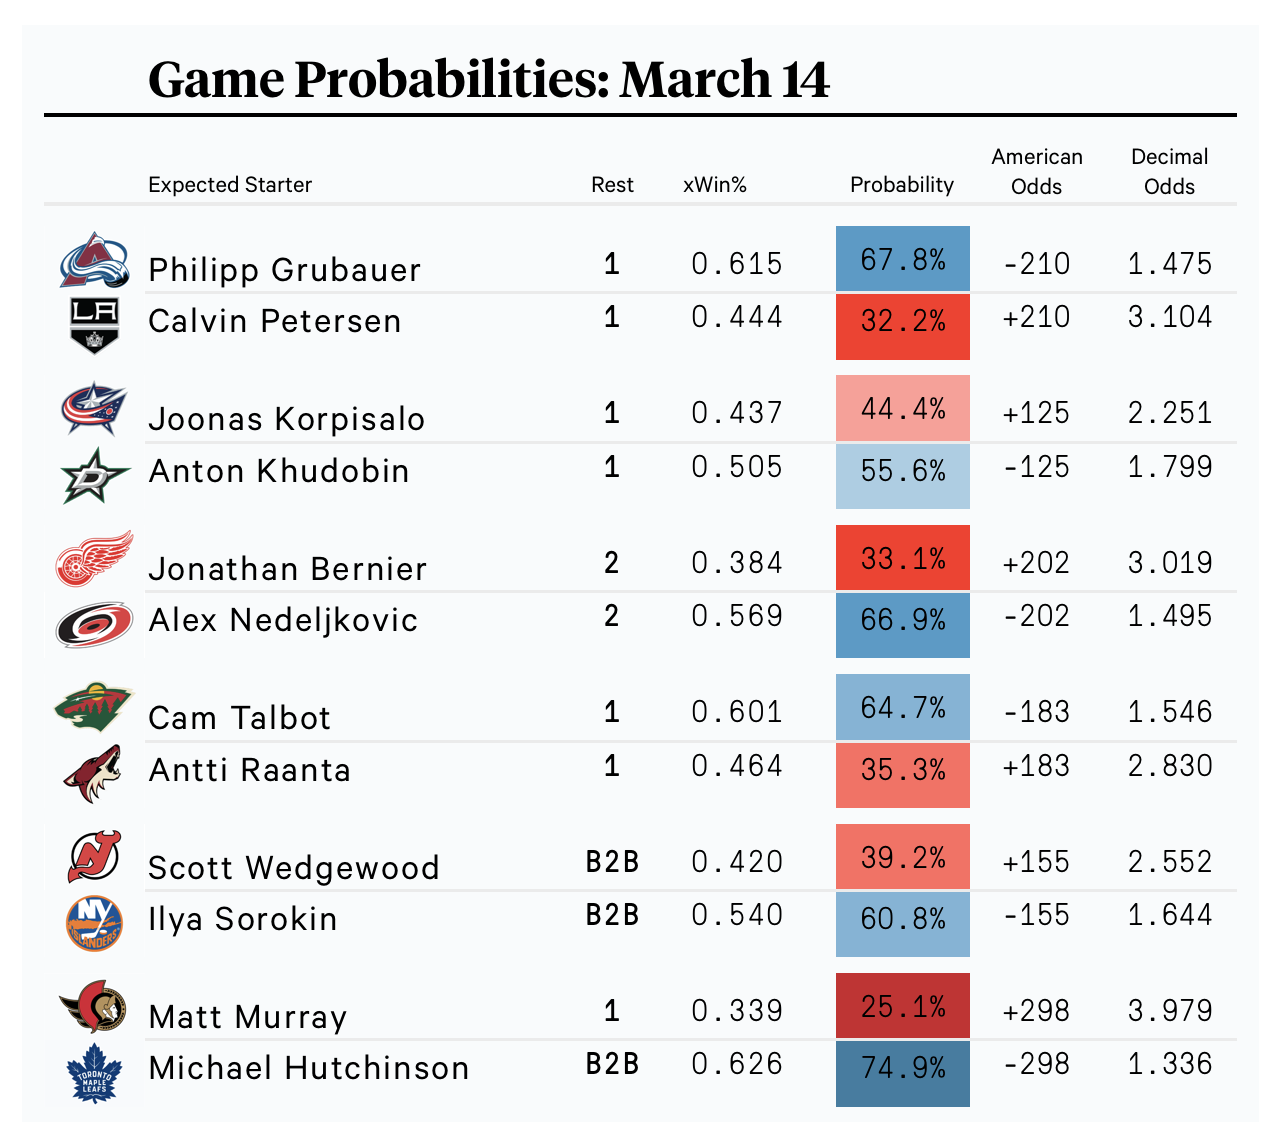 Game Probabilities: March 14
Expected Starter Rest xWin% Probability American Odds Decimal Odds
Philipp Grubauer 1 0.615 67.8% -210 1.475
LA
Calvin Petersen 1 0.444 32.2% +210 3.104
Joonas Korpisalo 1 0.437 44.4% +125 2.251
D
Anton Khudobin 1 0.505 55.6% -125 1.799
Jonathan Bernier 2 0.384 33.1% +202 3.019
Alex Nedeljkovic 2 0.569 66.9% -202 1.495
Cam Talbot 1 0.601 64.7% -183 1.546
Antti Raanta 1 0.464 35.3% +183 2.830
Scott Wedgewood B2B 0.420 39.2% +155 2.552
NY
ISLANDERS
Ilya Sorokin B2B 0.540 60.8% -155 1.644
Matt Murray 1 0.339 25.1% +298 3.979
TORONTO
MAPLE
LEAFS
Michael Hutchinson B2B 0.626 74.9% -298 1.336